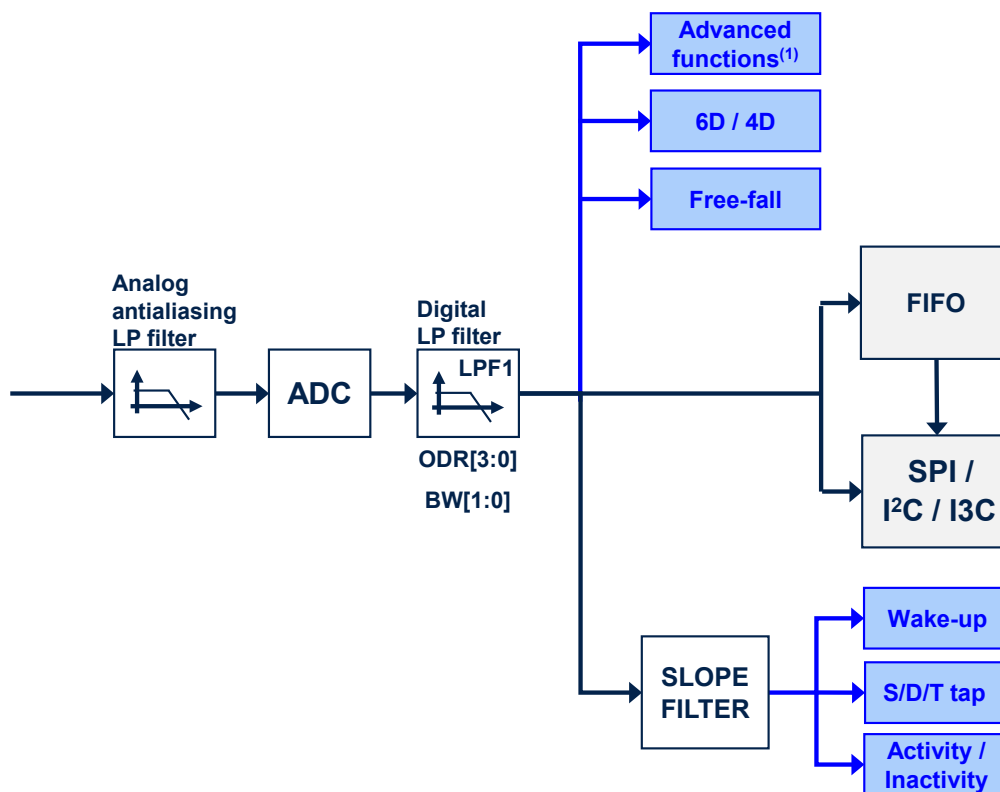 Advanced
functions⁽¹⁾
6D / 4D
Free-fall
Analog
antialiasing
LP filter
Digital
LP filter
FIFO
ADC
LPF1
ODR[3:0]
BW[1:0]
SPI /
I²C / I3C
Wake-up
SLOPE
FILTER
S/D/T tap
Activity /
Inactivity